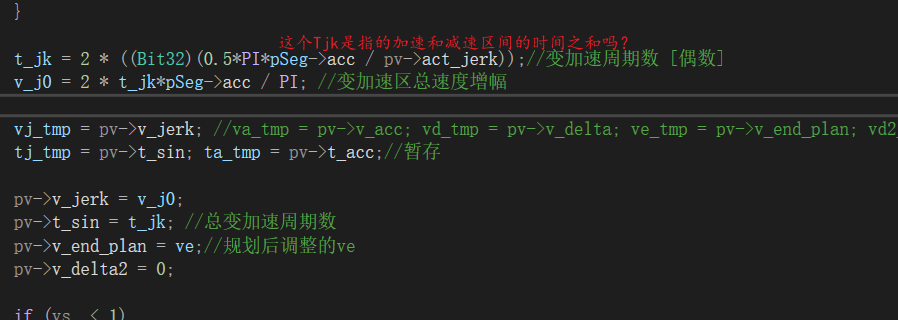 }
这个Tjk是指的加速和减速区间的时间之和吗?
t_jk = 2 * ((Bit32)(0.5*PI*pSeg->acc / pv->act_jerk));//变加速周期数 [偶数]
v_j0 = 2 * t_jk*pSeg->acc / PI; //变加速区总速度增幅
vj_tmp = pv->v_jerk; //va_tmp = pv->v_acc; vd_tmp = pv->v_delta; ve_tmp = pv->v_end_plan; vd2_
tj_tmp = pv->t_sin; ta_tmp = pv->t_acc;//暂存
pv->v_jerk = v_j0;
pv->t_sin = t_jk; //总变加速周期数
pv->v_end_plan = ve;//规划后调整的ve
pv->v_delta2 = 0;
if (vs < 1)